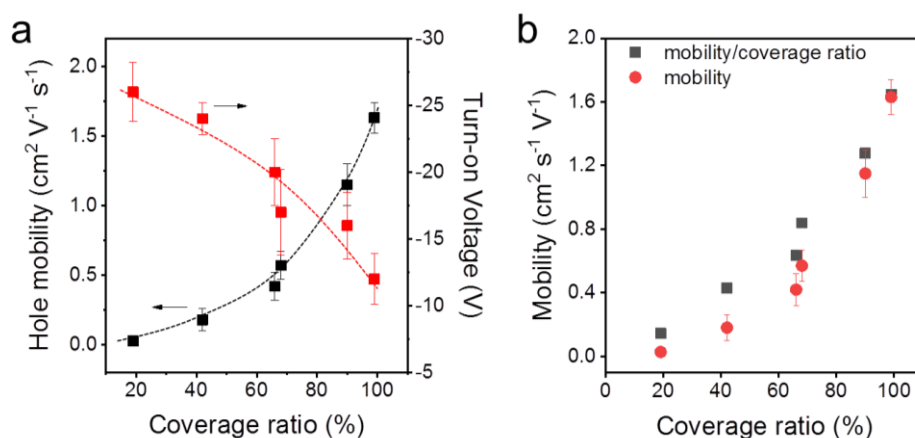 a
Hole mobility (cm² V⁻¹ s⁻¹)
2.0
1.5
1.0
0.5
0.0
-30
-25
-20
-15
-10
-5
Turn-on Voltage (V)
20 40 60 80 100
Coverage ratio (%)
b
Mobility (cm² s⁻¹ V⁻¹)
2.0
1.6
1.2
0.8
0.4
0.0
mobility/coverage ratio
mobility
0 20 40 60 80 100
Coverage ratio (%)